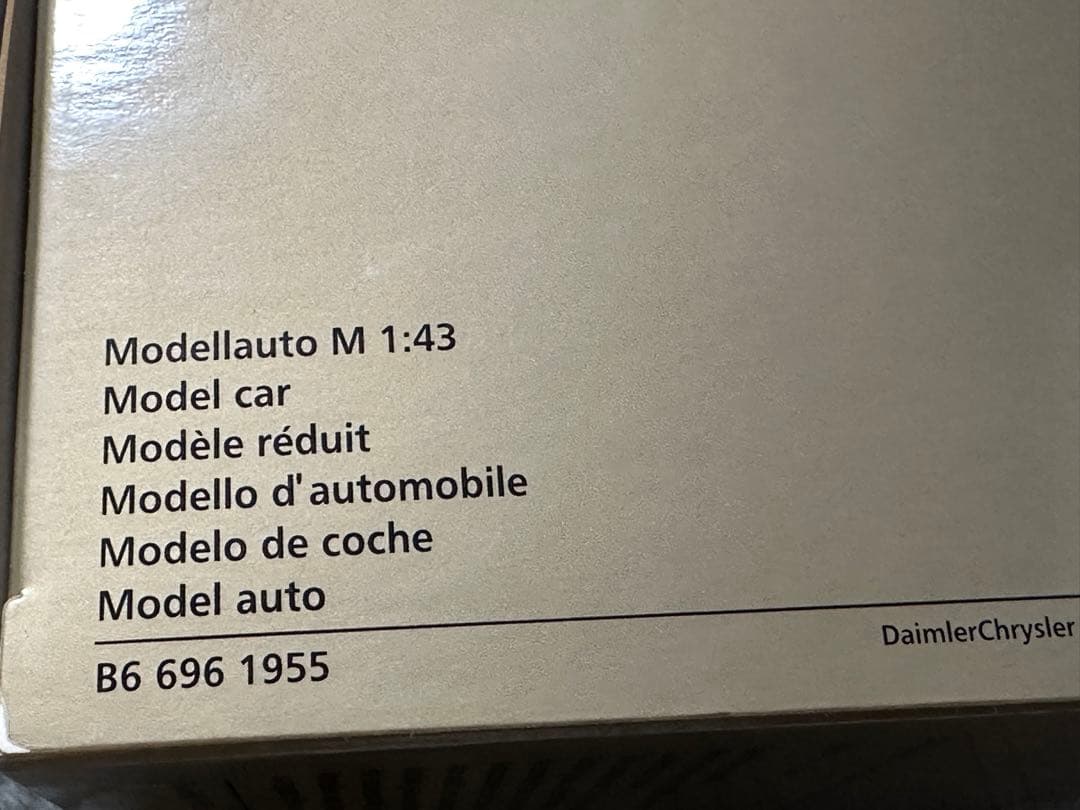 Modellauto M 1:43
Model car
Modèle réduit
Modello d'automobile
Modelo de coche
Model auto
DaimlerChrysler
B6 696 1955